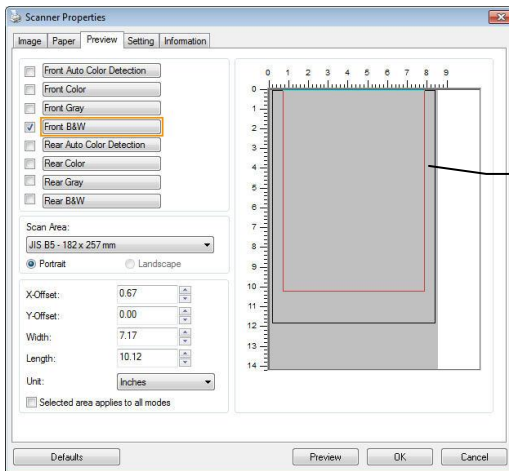 Scanner Properties
Image Paper Preview Setting Information
Front Auto Color Detection
Front Color
Front Gray
Front B&W
Rear Auto Color Detection
Rear Color
Rear Gray
Rear B&W
Scan Area:
JIS B5 - 182 x 257 mm
Portrait Landscape
X-Offset: 0.67
Y-Offset: 0.00
Width: 7.17
Length: 10.12
Unit: Inches
Selected area applies to all modes
0 1 2 3 4 5 6 7 8 9
0
1
2
3
4
5
6
7
8
9
10
11
12
13
14
Defaults Preview OK Cancel